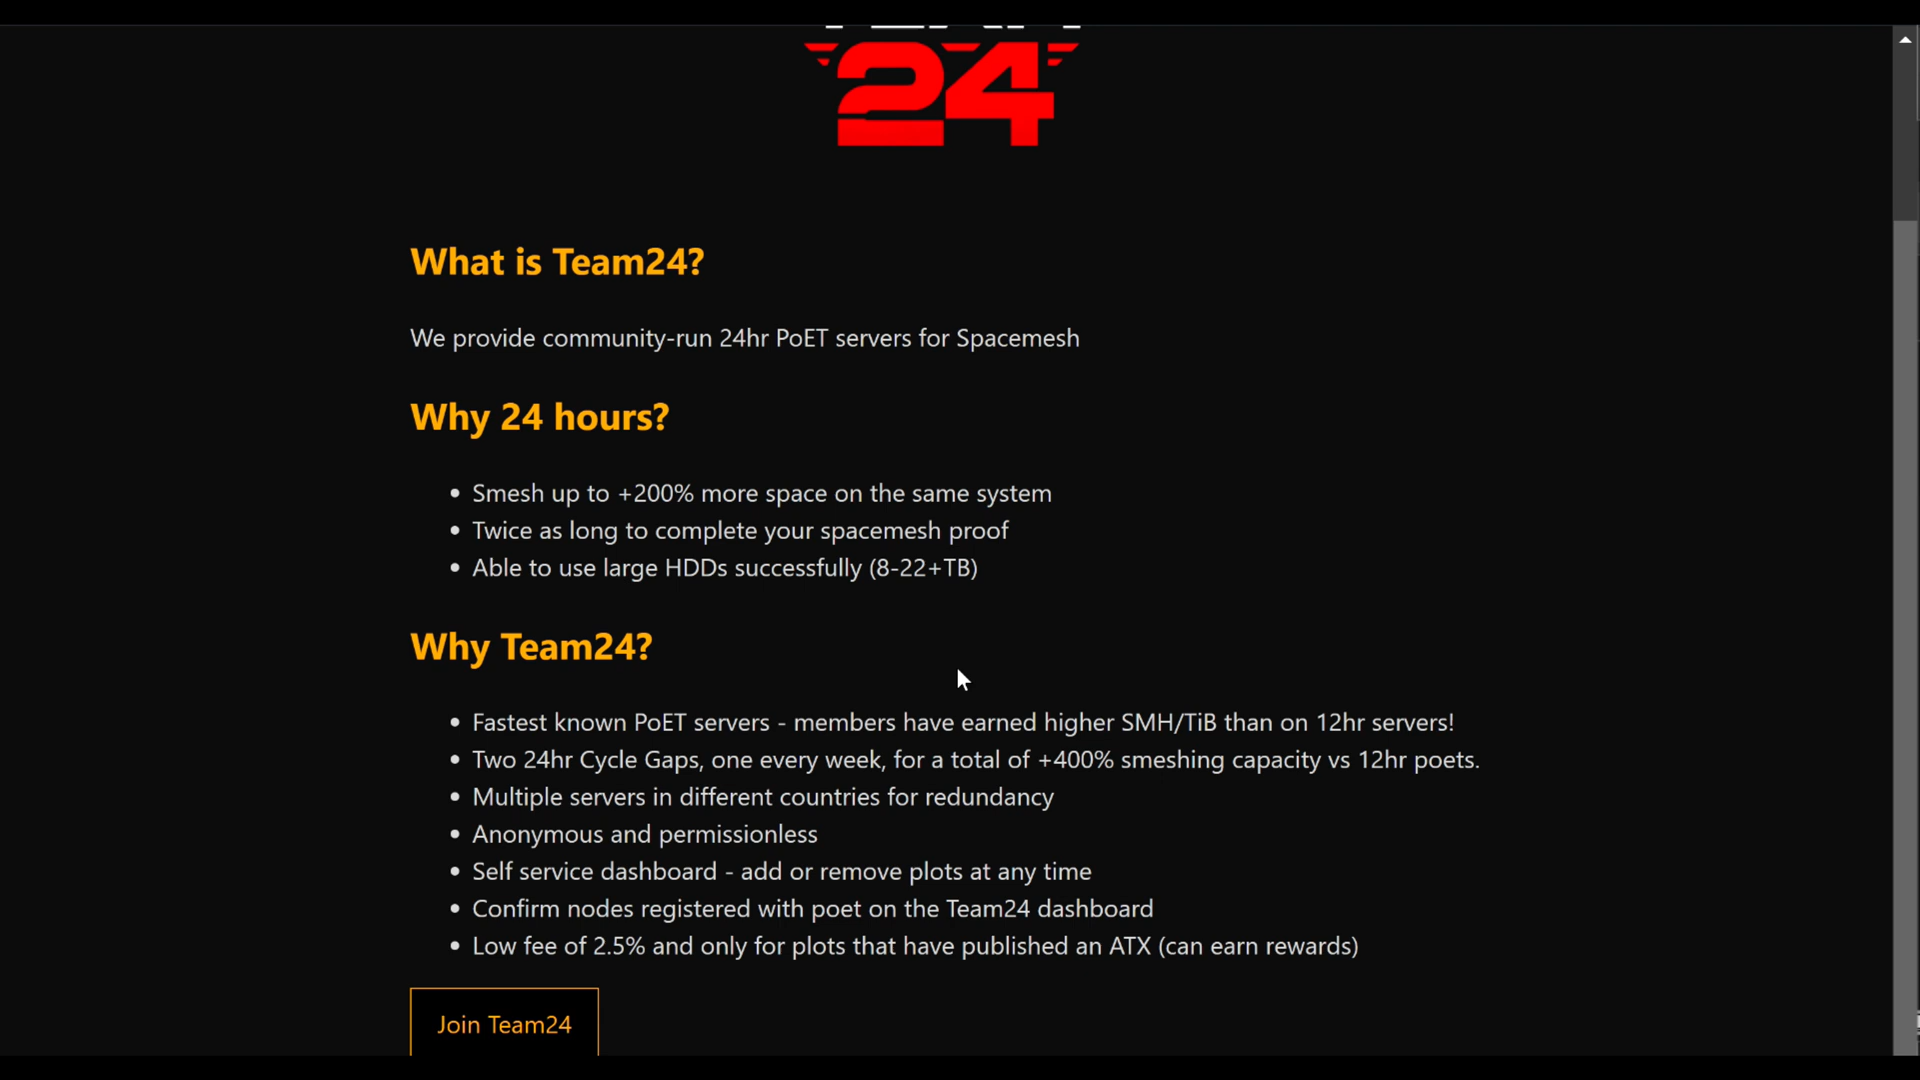 24
What is Team24?
We provide community-run 24hr PoET servers for Spacemesh
Why 24 hours?
• Smesh up to +200% more space on the same system
• Twice as long to complete your spacemesh proof
• Able to use large HDDs successfully (8-22+TB)
Why Team24?
• Fastest known PoET servers - members have earned higher SMH/TiB than on 12hr servers!
• Two 24hr Cycle Gaps, one every week, for a total of +400% smeshing capacity vs 12hr poets.
• Multiple servers in different countries for redundancy
• Anonymous and permissionless
• Self service dashboard - add or remove plots at any time
• Confirm nodes registered with poet on the Team24 dashboard
• Low fee of 2.5% and only for plots that have published an ATX (can earn rewards)
Join Team24